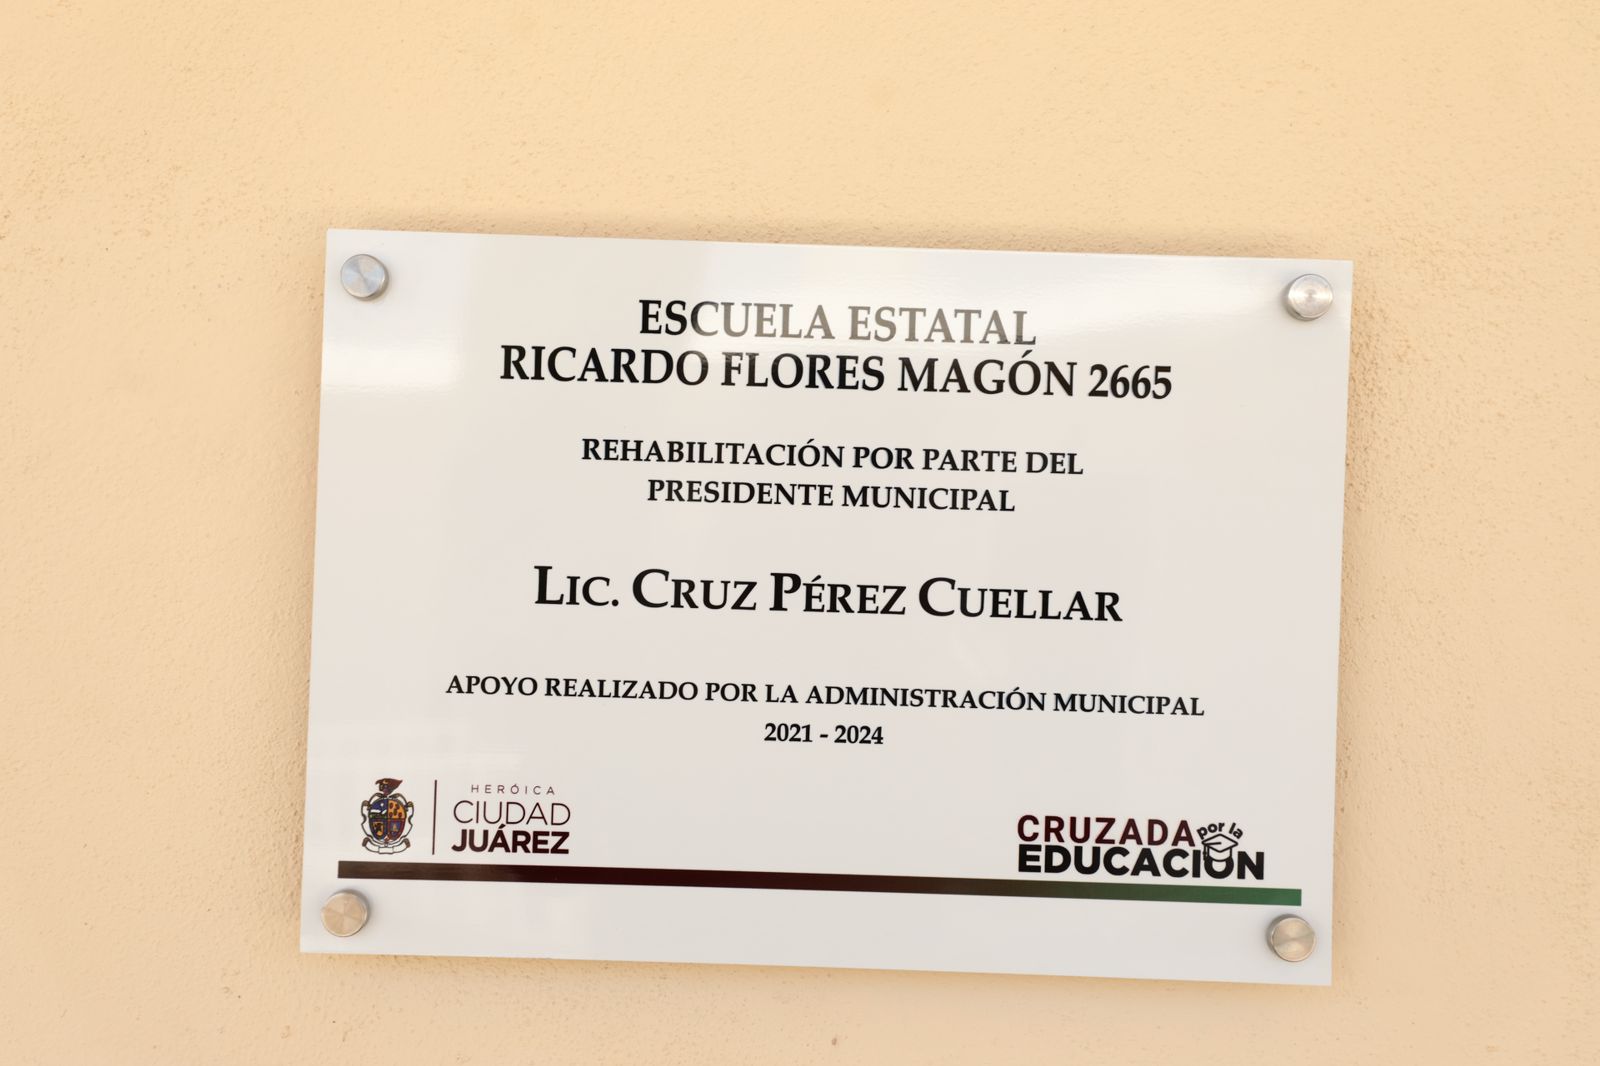 ESCUELA ESTATAL
RICARDO FLORES MAGÓN 2665
REHABILITACIÓN POR PARTE DEL
PRESIDENTE MUNICIPAL
LIC. CRUZ PÉREZ CUELLAR
APOYO REALIZADO POR LA ADMINISTRACIÓN MUNICIPAL
2021 - 2024
HERÓICA
CIUDAD
JUÁREZ
CRUZADA por la
EDUCACIÓN